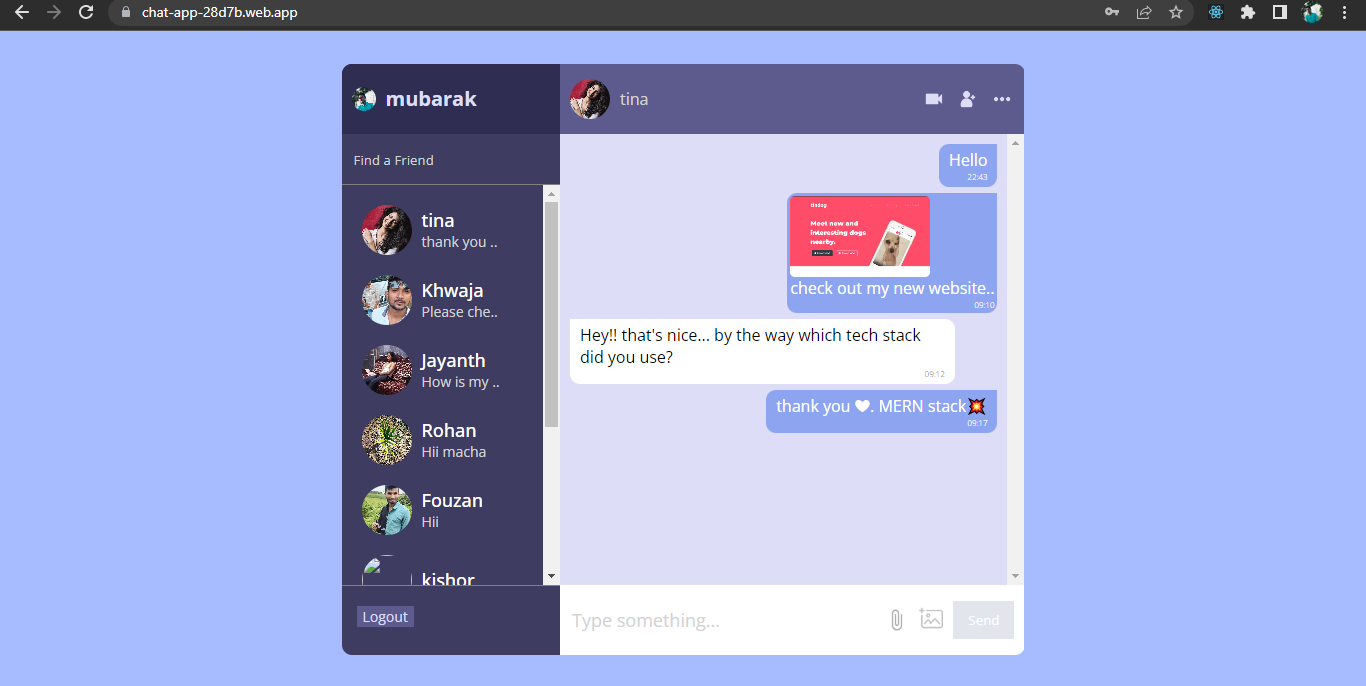 chat-app-28d7b.web.app
mubarak
Find a Friend
tina
thank you ..
Khwaja
Please che..
Jayanth
How is my ..
Rohan
Hii macha
Fouzan
Hii
kishor
Logout
tina
Hello
22:43
tindog
Meet new and
interesting dogs
nearby.
check out my new website..
09:10
Hey!! that's nice... by the way which tech stack
did you use?
09:12
thank you 🤍. MERN stack💥
09:17
Type something...
Send